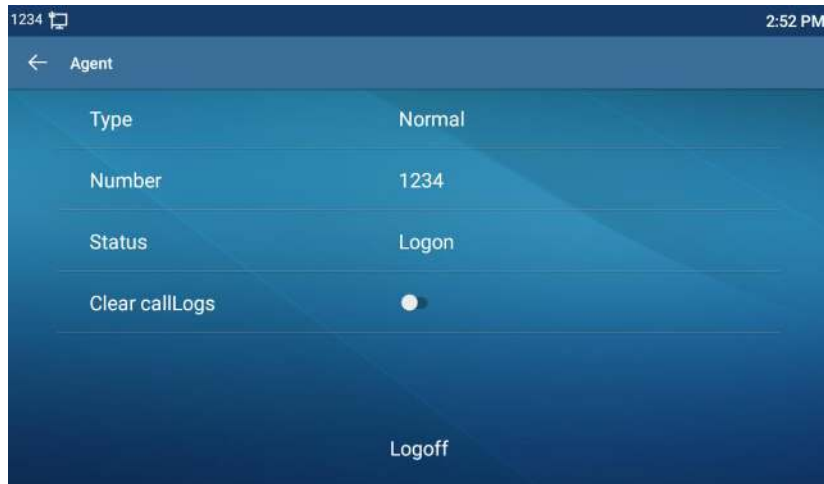 1234 2:52 PM
Agent
Type Normal
Number 1234
Status Logon
Clear callLogs
Logoff